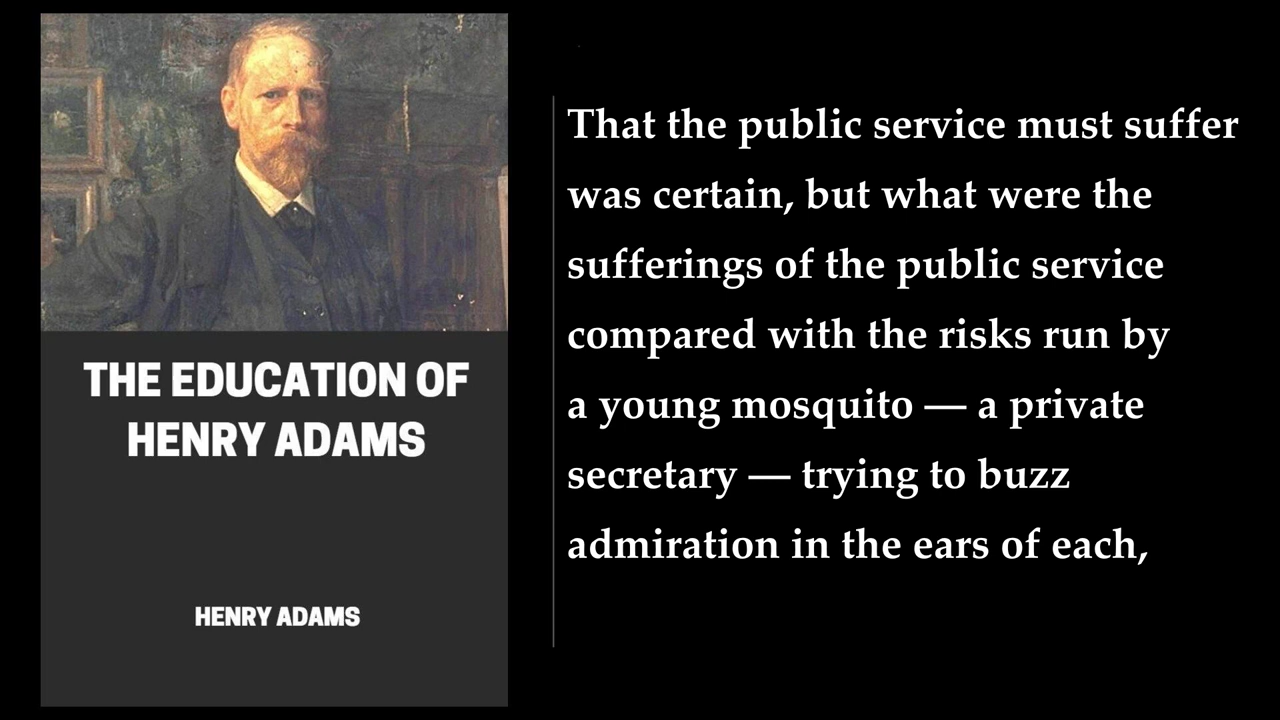 THE EDUCATION OF
HENRY ADAMS
HENRY ADAMS
That the public service must suffer
was certain, but what were the
sufferings of the public service
compared with the risks run by
a young mosquito — a private
secretary — trying to buzz
admiration in the ears of each,